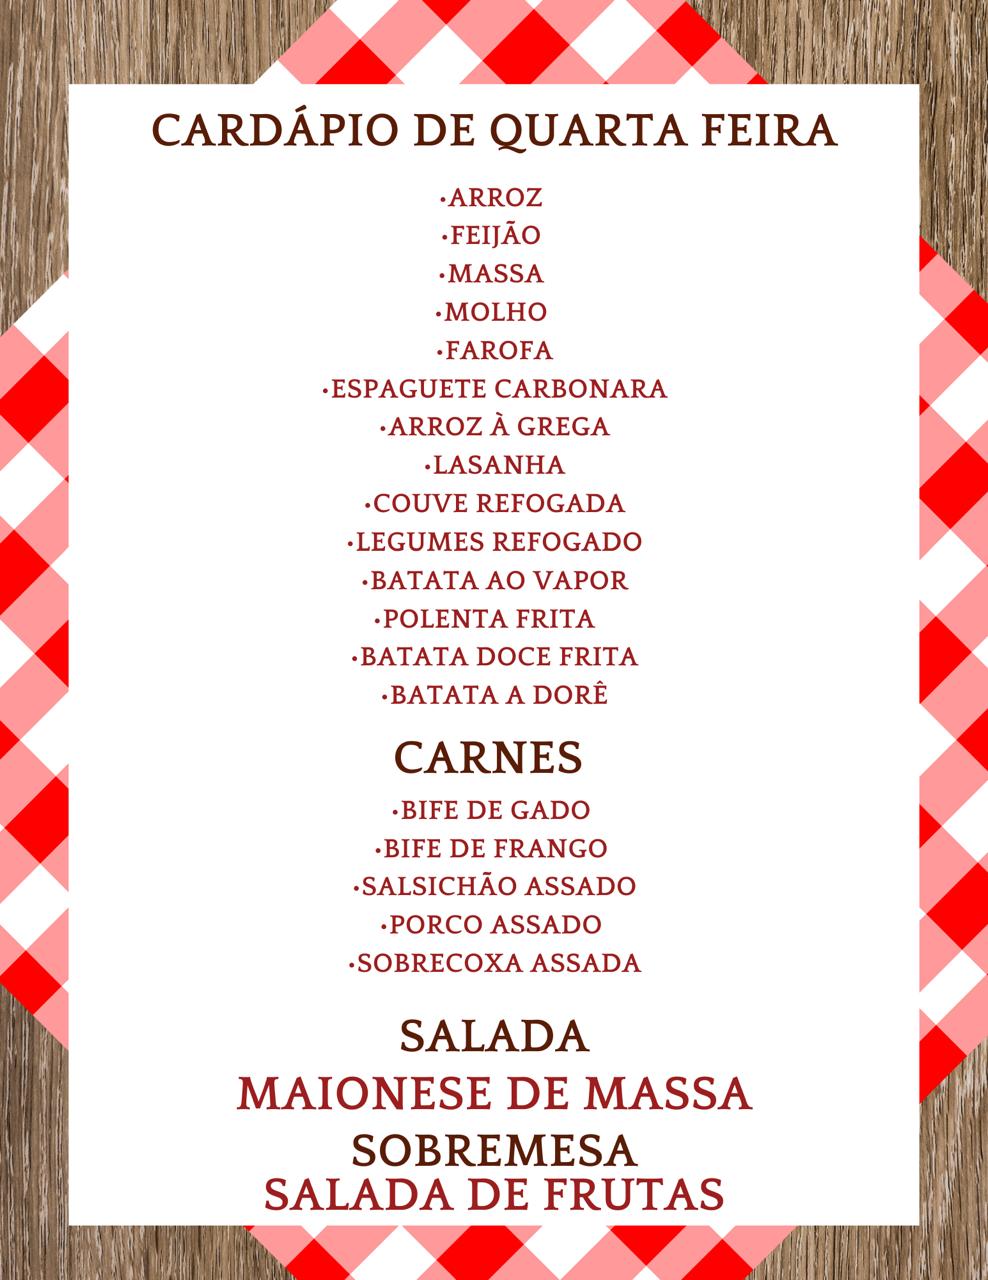 CARDÁPIO DE QUARTA FEIRA
•ARROZ
•FEIJÃO
•MASSA
•MOLHO
•FAROFA
•ESPAGUETE CARBONARA
•ARROZ À GREGA
•LASANHA
•COUVE REFOGADA
•LEGUMES REFOGADO
•BATATA AO VAPOR
•POLENTA FRITA
•BATATA DOCE FRITA
•BATATA A DORÊ
CARNES
•BIFE DE GADO
•BIFE DE FRANGO
•SALSICHÃO ASSADO
•PORCO ASSADO
•SOBRECOXA ASSADA
SALADA
MAIONESE DE MASSA
SOBREMESA
SALADA DE FRUTAS